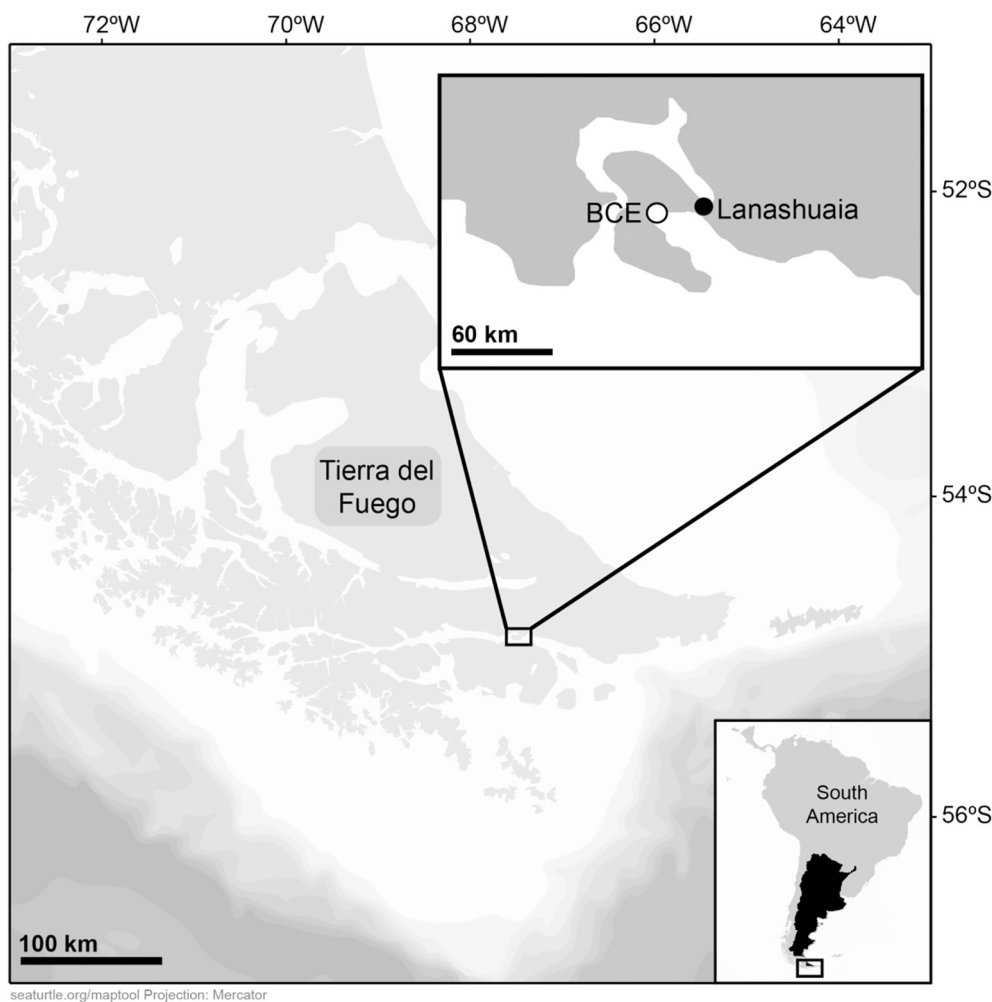 72ºW 70ºW 68ºW 66ºW 64ºW
52ºS
BCE Lanashuaia
60 km
Tierra del
Fuego
54ºS
South
America
56ºS
100 km
seaturtle.org/maptool Projection: Mercator